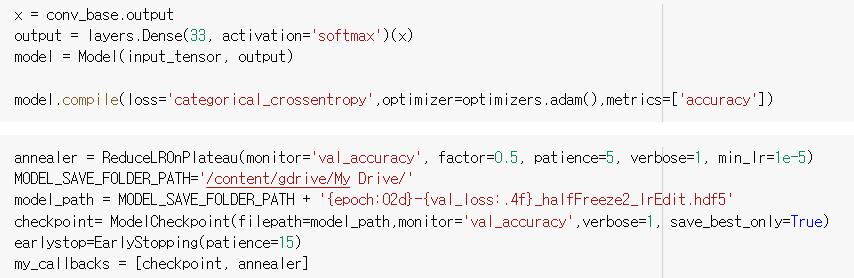 x = conv_base.output
output = layers.Dense(33, activation='softmax')(x)
model = Model(input_tensor, output)
model.compile(loss='categorical_crossentropy',optimizer=optimizers.adam(),metrics=['accuracy'])
annealer = ReduceLROnPlateau(monitor='val_accuracy', factor=0.5, patience=5, verbose=1, min_lr=1e-5)
MODEL_SAVE_FOLDER_PATH='/content/gdrive/My Drive/'
model_path = MODEL_SAVE_FOLDER_PATH + '{epoch:02d}-{val_loss:.4f}_halfFreeze2_lrEdit.hdf5'
checkpoint= ModelCheckpoint(filepath=model_path,monitor='val_accuracy',verbose=1, save_best_only=True)
earlystop=EarlyStopping(patience=15)
my_callbacks = [checkpoint, annealer]